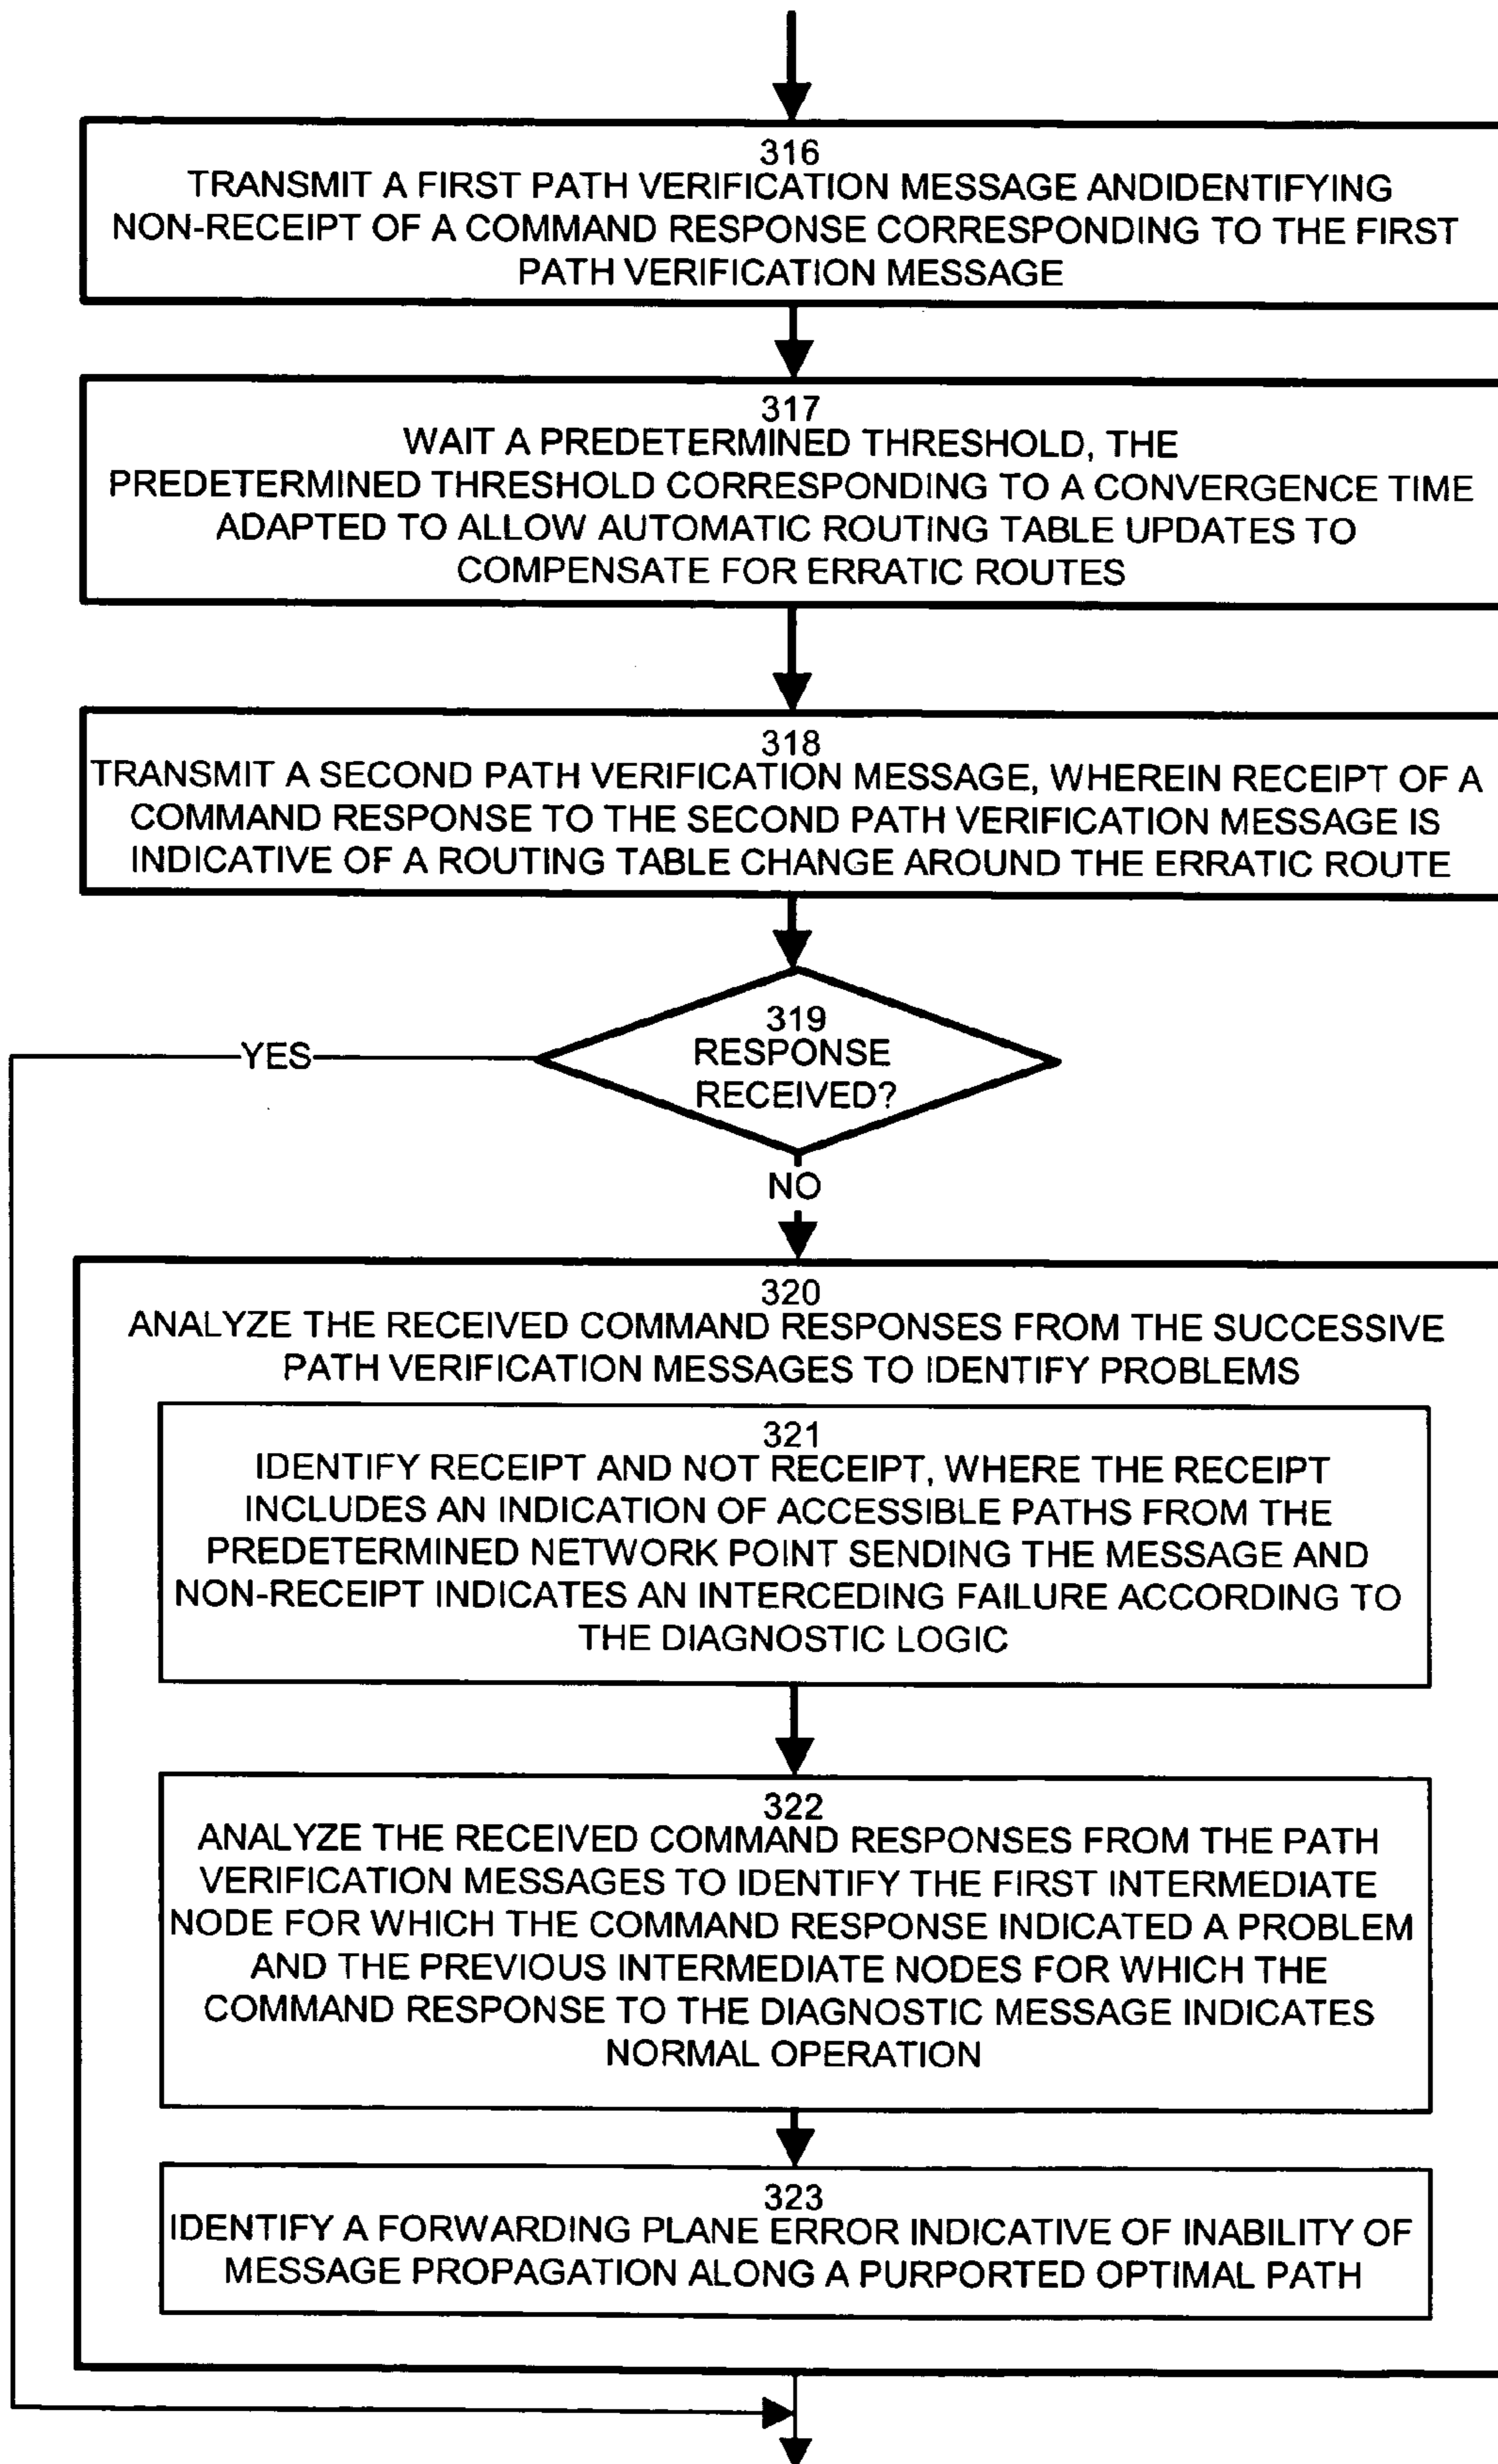 316
TRANSMIT A FIRST PATH VERIFICATION MESSAGE ANDIDENTIFYING
NON-RECEIPT OF A COMMAND RESPONSE CORRESPONDING TO THE FIRST
PATH VERIFICATION MESSAGE
317
WAIT A PREDETERMINED THRESHOLD, THE
PREDETERMINED THRESHOLD CORRESPONDING TO A CONVERGENCE TIME
ADAPTED TO ALLOW AUTOMATIC ROUTING TABLE UPDATES TO
COMPENSATE FOR ERRATIC ROUTES
318
TRANSMIT A SECOND PATH VERIFICATION MESSAGE, WHEREIN RECEIPT OF A
COMMAND RESPONSE TO THE SECOND PATH VERIFICATION MESSAGE IS
INDICATIVE OF A ROUTING TABLE CHANGE AROUND THE ERRATIC ROUTE
319
RESPONSE
RECEIVED?
YES
NO
320
ANALYZE THE RECEIVED COMMAND RESPONSES FROM THE SUCCESSIVE
PATH VERIFICATION MESSAGES TO IDENTIFY PROBLEMS
321
IDENTIFY RECEIPT AND NOT RECEIPT, WHERE THE RECEIPT
INCLUDES AN INDICATION OF ACCESSIBLE PATHS FROM THE
PREDETERMINED NETWORK POINT SENDING THE MESSAGE AND
NON-RECEIPT INDICATES AN INTERCEDING FAILURE ACCORDING TO
THE DIAGNOSTIC LOGIC
322
ANALYZE THE RECEIVED COMMAND RESPONSES FROM THE PATH
VERIFICATION MESSAGES TO IDENTIFY THE FIRST INTERMEDIATE
NODE FOR WHICH THE COMMAND RESPONSE INDICATED A PROBLEM
AND THE PREVIOUS INTERMEDIATE NODES FOR WHICH THE
COMMAND RESPONSE TO THE DIAGNOSTIC MESSAGE INDICATES
NORMAL OPERATION
323
IDENTIFY A FORWARDING PLANE ERROR INDICATIVE OF INABILITY OF
MESSAGE PROPAGATION ALONG A PURPORTED OPTIMAL PATH